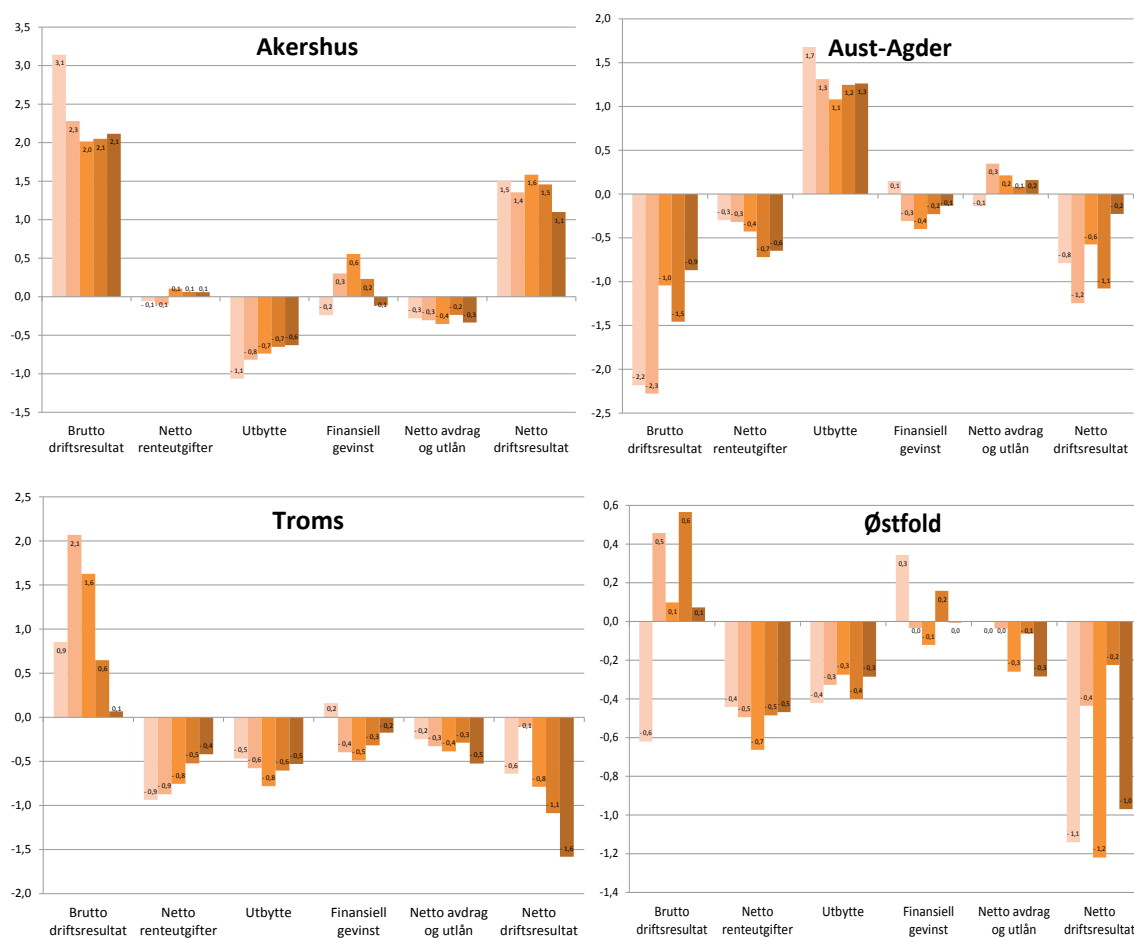 Akershus
3,5
3,0
2,5
2,0
1,5
1,0
0,5
0,0
-0,5
-1,0
-1,5
3,1 2,3 2,0 2,1 2,1
- 0,1 - 0,1 0,1 0,1 0,1
- 1,1 - 0,8 - 0,7 - 0,7 - 0,6
- 0,2 0,3 0,6 0,2 - 0,1
- 0,3 - 0,3 - 0,4 - 0,2 - 0,3
1,5 1,4 1,6 1,5 1,1
Brutto Netto Utbytte Finansiell Netto avdrag Netto
driftsresultat renteutgifter gevinst og utlån driftsresultat
Aust-Agder
2,0
1,5
1,0
0,5
0,0
-0,5
-1,0
-1,5
-2,0
-2,5
- 2,2 - 2,3 - 1,0 - 1,5 - 0,9
- 0,3 - 0,3 - 0,4 - 0,7 - 0,6
1,7 1,3 1,1 1,2 1,3
0,1 - 0,3 - 0,4 - 0,2 - 0,1
- 0,1 0,3 0,2 0,1 0,2
- 0,8 - 1,2 - 0,6 - 1,1 - 0,2
Brutto Netto Utbytte Finansiell Netto avdrag Netto
driftsresultat renteutgifter gevinst og utlån driftsresultat
Troms
2,5
2,0
1,5
1,0
0,5
0,0
-0,5
-1,0
-1,5
-2,0
0,9 2,1 1,6 0,6 0,1
- 0,9 - 0,9 - 0,8 - 0,5 - 0,4
- 0,5 - 0,6 - 0,8 - 0,6 - 0,5
0,2 - 0,4 - 0,5 - 0,3 - 0,2
- 0,2 - 0,3 - 0,4 - 0,3 - 0,5
- 0,6 - 0,1 - 0,8 - 1,1 - 1,6
Brutto Netto Utbytte Finansiell Netto avdrag Netto
driftsresultat renteutgifter gevinst og utlån driftsresultat
Østfold
0,6
0,4
0,2
0,0
-0,2
-0,4
-0,6
-0,8
-1,0
-1,2
-1,4
- 0,6 0,5 0,1 0,6 0,1
- 0,4 - 0,5 - 0,7 - 0,5 - 0,5
- 0,4 - 0,3 - 0,3 - 0,4 - 0,3
0,3 - 0,0 - 0,1 0,2 - 0,0
- 0,0 - 0,0 - 0,3 - 0,1 - 0,3
- 1,1 - 0,4 - 1,2 - 0,2 - 1,0
Brutto Netto Utbytte Finansiell Netto avdrag Netto
driftsresultat renteutgifter gevinst og utlån driftsresultat